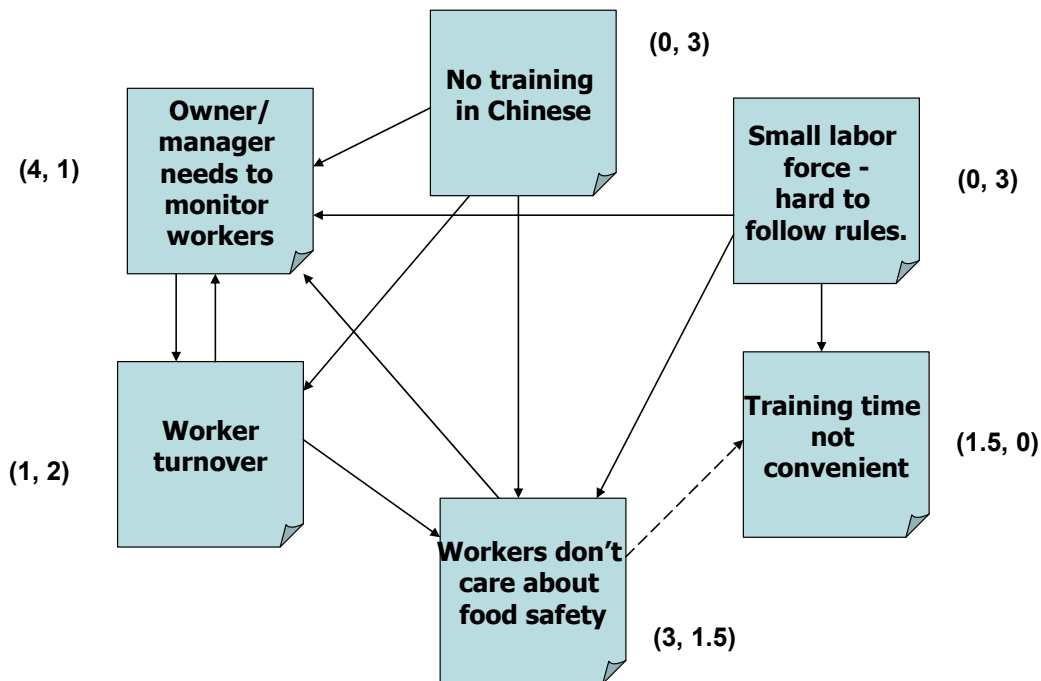 (0, 3)
No training
in Chinese
Owner/
manager
needs to
monitor
workers
(4, 1)
Small labor
force -
hard to
follow rules.
(0, 3)
Worker
turnover
(1, 2)
Training time
not
convenient
(1.5, 0)
Workers don’t
care about
food safety
(3, 1.5)